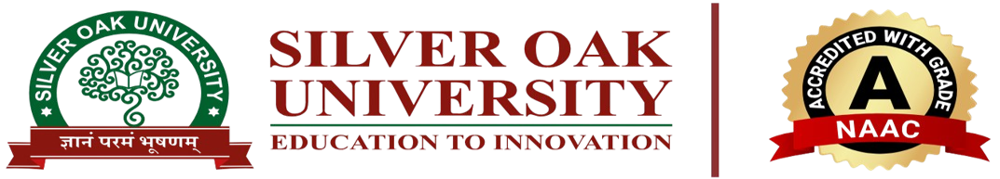 SILVER OAK UNIVERSITY
ज्ञानं परमं भूषणम्
SILVER OAK
UNIVERSITY
EDUCATION TO INNOVATION
ACCREDITED WITH GRADE
A
NAAC